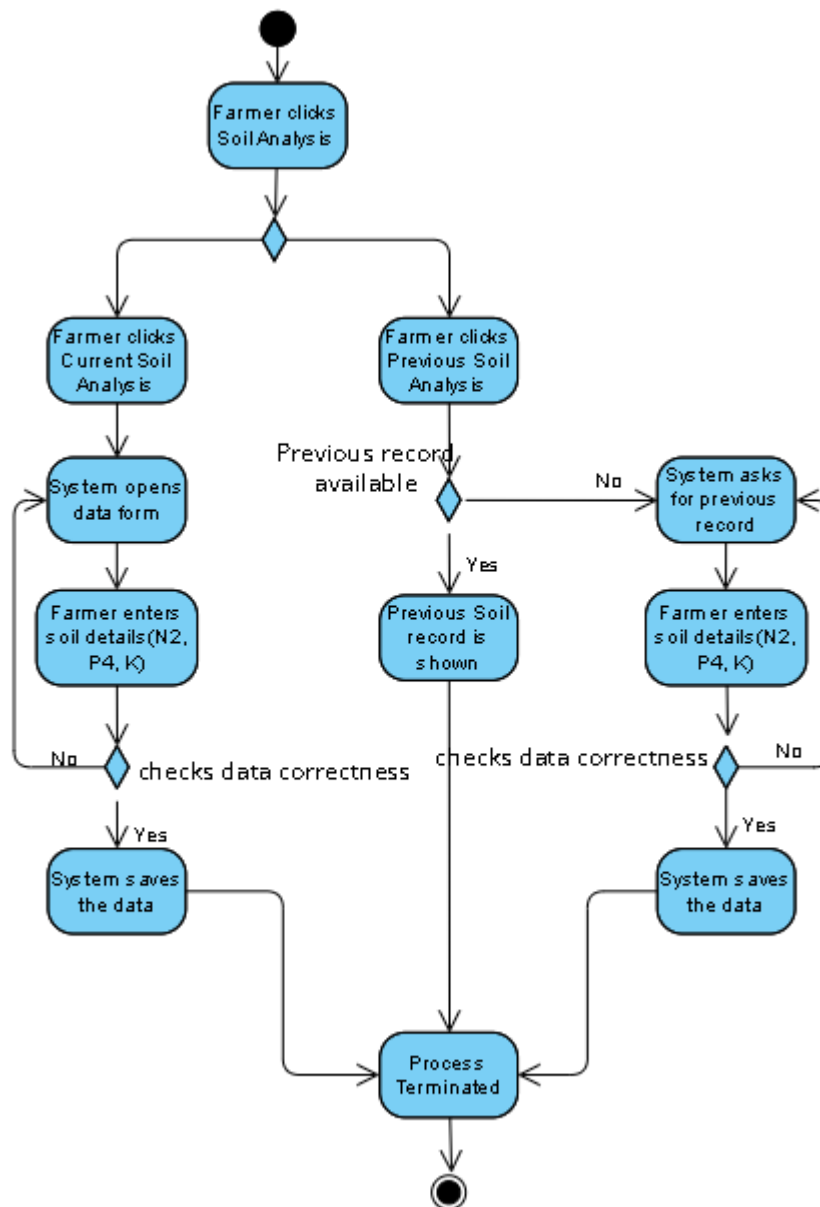 Farmer clicks
Soil Analysis
Farmer clicks
Current Soil
Analysis
Farmer clicks
Previous Soil
Analysis
Previous record
available
No
System opens
data form
System asks
for previous
record
Yes
Farmer enters
soil details(N2,
P4, K)
Previous Soil
record is
shown
Farmer enters
soil details(N2,
P4, K)
No
checks data correctness
checks data correctness
No
Yes
Yes
System saves
the data
System saves
the data
Process
Terminated